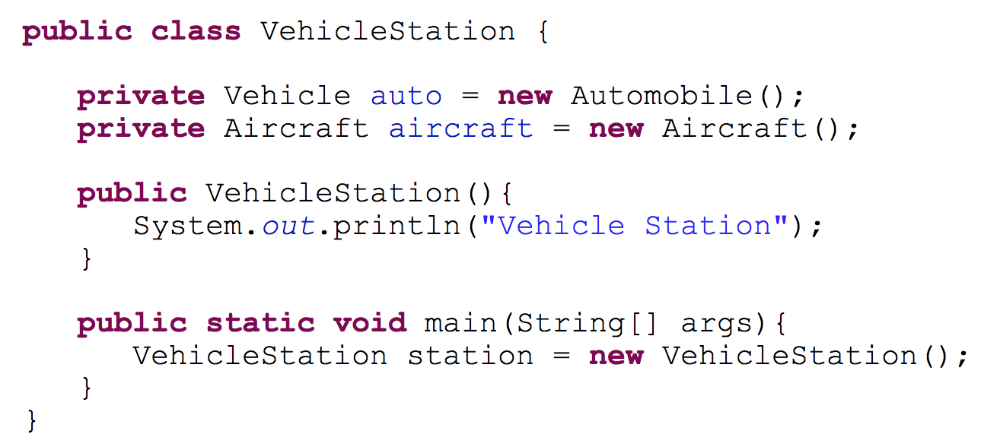 public class VehicleStation {
private Vehicle auto = new Automobile();
private Aircraft aircraft = new Aircraft();
public VehicleStation(){
System.out.println("Vehicle Station");
}
public static void main(String[] args){
VehicleStation station = new VehicleStation();
}
}